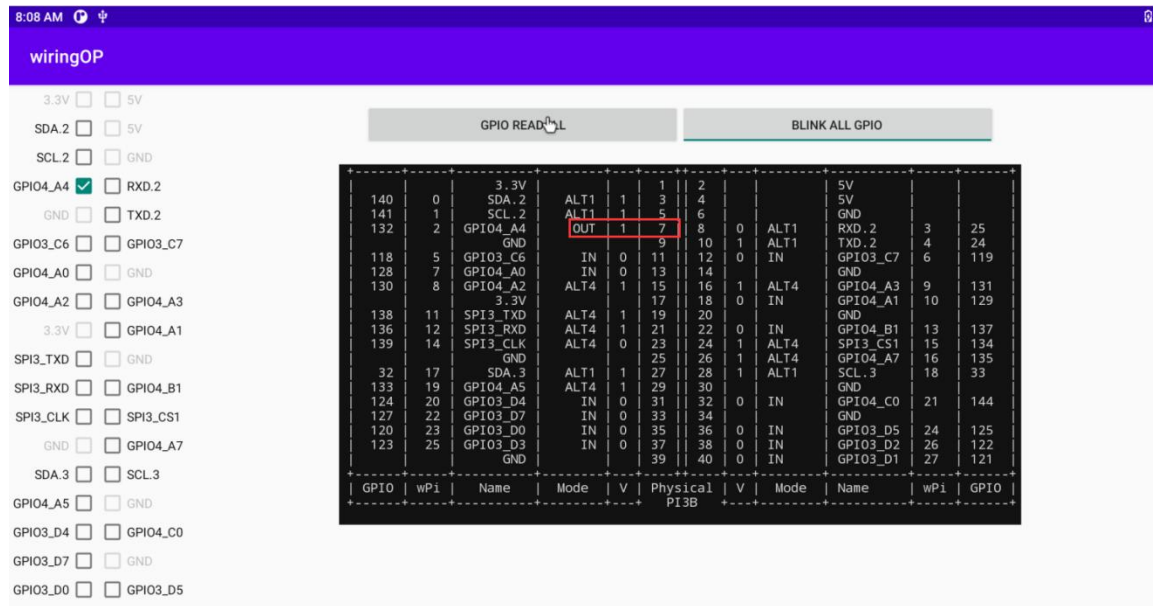 8:08 AM
wiringOP
3.3V 5V
SDA.2 5V
SCL.2 GND
GPIO4_A4 RXD.2
GND TXD.2
GPIO3_C6 GPIO3_C7
GPIO4_A0 GND
GPIO4_A2 GPIO4_A3
3.3V GPIO4_A1
SPI3_TXD GND
SPI3_RXD GPIO4_B1
SPI3_CLK SPI3_CS1
GND GPIO4_A7
SDA.3 SCL.3
GPIO4_A5 GND
GPIO3_D4 GPIO4_C0
GPIO3_D7 GND
GPIO3_D0 GPIO3_D5
GPIO READALL BLINK ALL GPIO
+------+-----+----------+--------+---+----++----+---+--------+----------+-----+------+
| | | 3.3V | | | 1 || 2 | | | 5V | | |
| 140 | 0 | SDA.2 | ALT1 | 1 | 3 || 4 | | | 5V | | |
| 141 | 1 | SCL.2 | ALT1 | 1 | 5 || 6 | | | GND | | |
| 132 | 2 | GPIO4_A4 | OUT | 1 | 7 || 8 | 0 | ALT1 | RXD.2 | 3 | 25 |
| | | GND | | | 9 || 10 | 1 | ALT1 | TXD.2 | 4 | 24 |
| 118 | 5 | GPIO3_C6 | IN | 0 | 11 || 12 | 0 | IN | GPIO3_C7 | 6 | 119 |
| 128 | 7 | GPIO4_A0 | IN | 0 | 13 || 14 | | | GND | | |
| 130 | 8 | GPIO4_A2 | ALT4 | 1 | 15 || 16 | 1 | ALT4 | GPIO4_A3 | 9 | 131 |
| | | 3.3V | | | 17 || 18 | 0 | IN | GPIO4_A1 | 10 | 129 |
| 138 | 11 | SPI3_TXD | ALT4 | 1 | 19 || 20 | | | GND | | |
| 136 | 12 | SPI3_RXD | ALT4 | 1 | 21 || 22 | 0 | IN | GPIO4_B1 | 13 | 137 |
| 139 | 14 | SPI3_CLK | ALT4 | 0 | 23 || 24 | 1 | ALT4 | SPI3_CS1 | 15 | 134 |
| | | GND | | | 25 || 26 | 1 | ALT4 | GPIO4_A7 | 16 | 135 |
| 32 | 17 | SDA.3 | ALT1 | 1 | 27 || 28 | 1 | ALT1 | SCL.3 | 18 | 33 |
| 133 | 19 | GPIO4_A5 | ALT4 | 1 | 29 || 30 | | | GND | | |
| 124 | 20 | GPIO3_D4 | IN | 0 | 31 || 32 | 0 | IN | GPIO4_C0 | 21 | 144 |
| 127 | 22 | GPIO3_D7 | IN | 0 | 33 || 34 | | | GND | | |
| 120 | 23 | GPIO3_D0 | IN | 0 | 35 || 36 | 0 | IN | GPIO3_D5 | 24 | 125 |
| 123 | 25 | GPIO3_D3 | IN | 0 | 37 || 38 | 0 | IN | GPIO3_D2 | 26 | 122 |
| | | GND | | | 39 || 40 | 0 | IN | GPIO3_D1 | 27 | 121 |
+------+-----+----------+--------+---+----++----+---+--------+----------+-----+------+
| GPIO | wPi | Name | Mode | V | Physical | V | Mode | Name | wPi | GPIO |
+------+-----+----------+--------+---+ PI3B +---+--------+----------+-----+------+